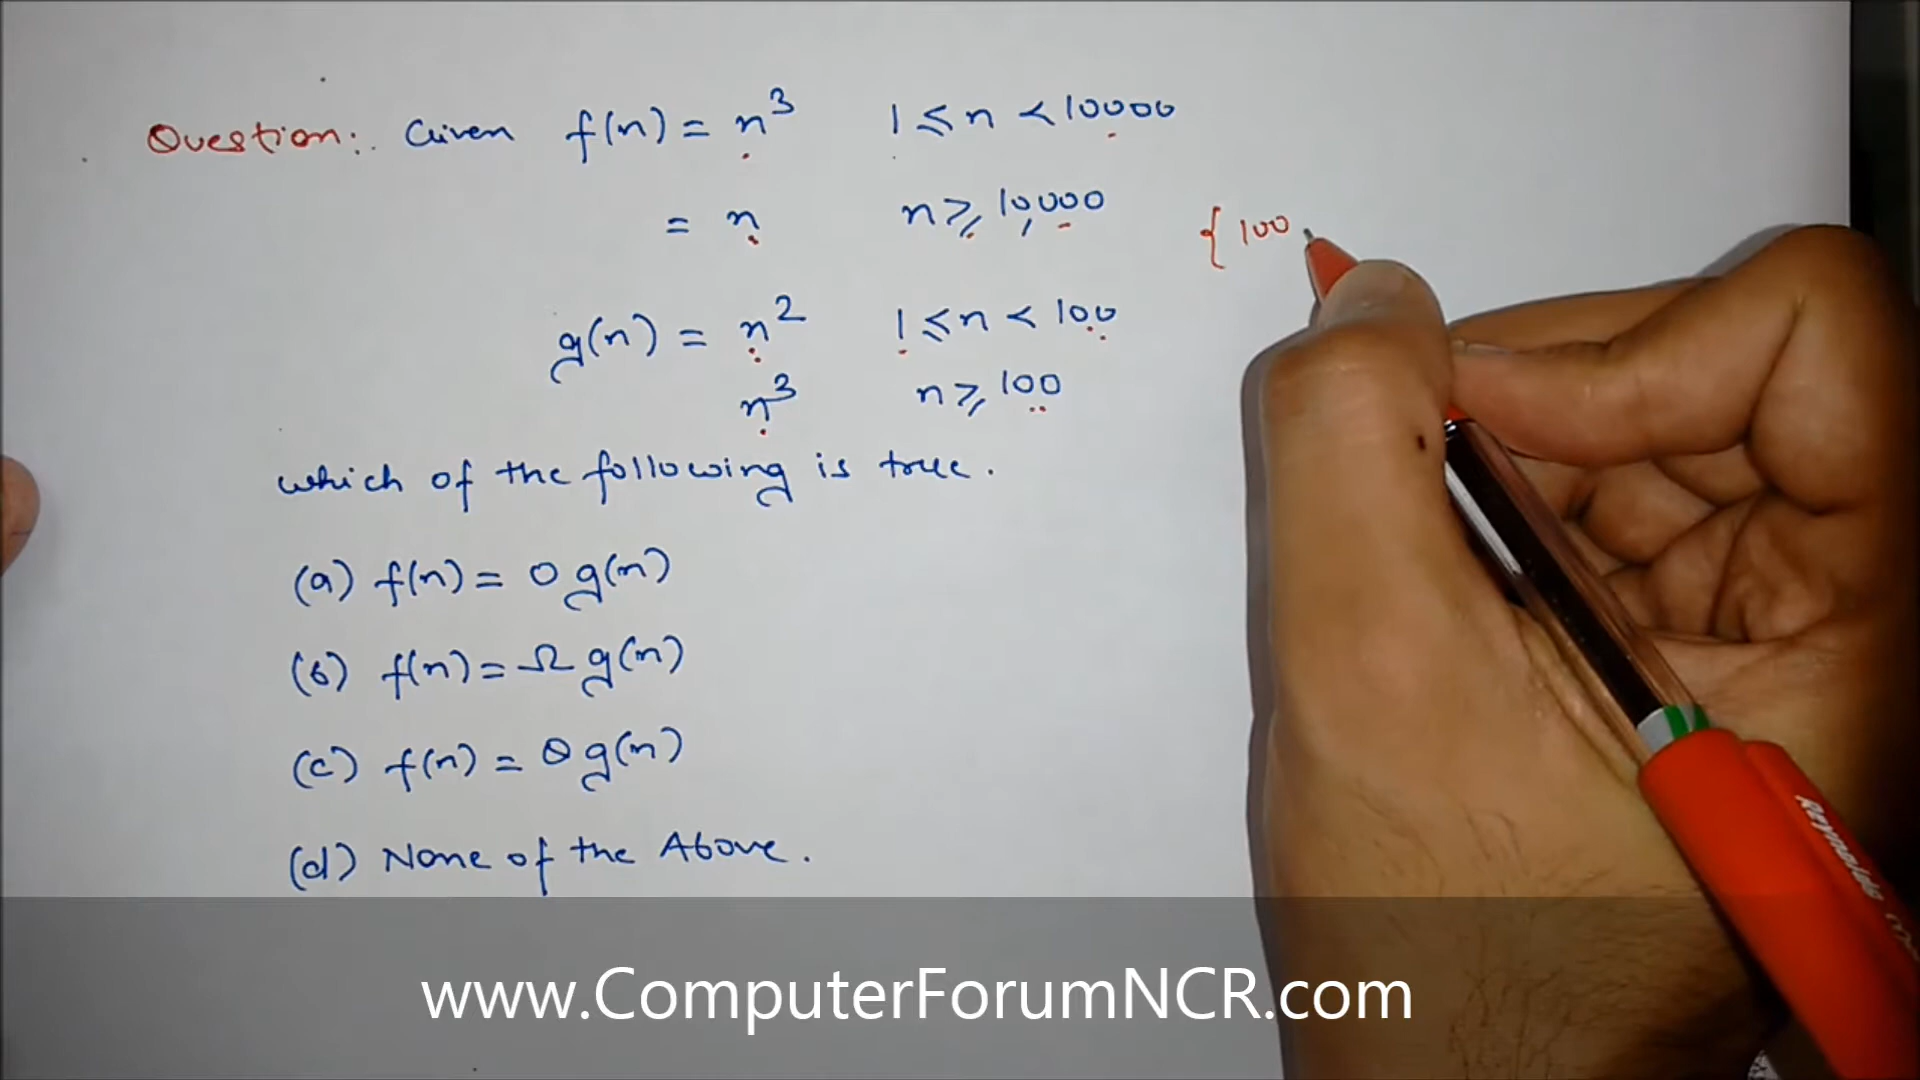 Question: Given f(n) = n³ 1 ≤ n < 10000
= n n ≥ 10,000
{ 100
g(n) = n² 1 ≤ n < 100
n³ n ≥ 100
which of the following is true.
(a) f(n) = O g(n)
(b) f(n) = Ω g(n)
(c) f(n) = θ g(n)
(d) None of the Above.
www.ComputerForumNCR.com
Reynolds